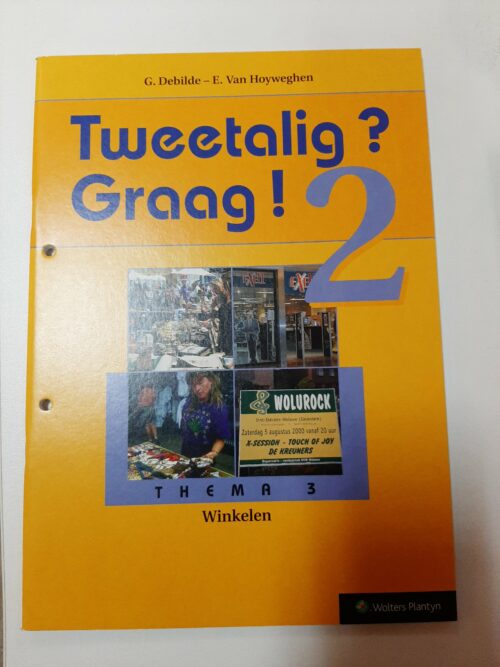 G. Debilde – E. Van Hoyweghen
Tweetalig ?
Graag ! 2
EXELL
WOLUROCK
Zaterdag 5 augustus 2000 vanaf 20 uur
X-SESSION - TOUCH OF JOY
DE KREUNERS
THEMA 3
Winkelen
Wolters Plantyn